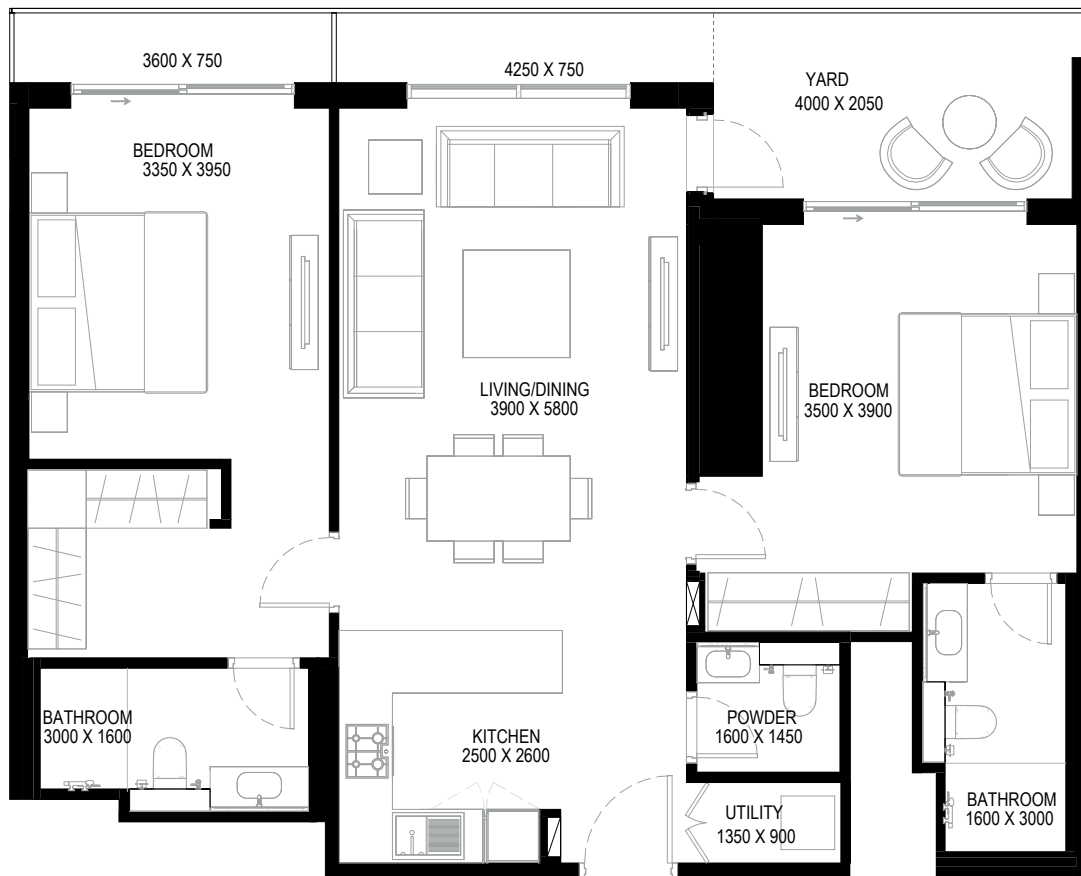 3600 X 750
4250 X 750
YARD
4000 X 2050
BEDROOM
3350 X 3950
LIVING/DINING
3900 X 5800
BEDROOM
3500 X 3900
BATHROOM
3000 X 1600
KITCHEN
2500 X 2600
POWDER
1600 X 1450
UTILITY
1350 X 900
BATHROOM
1600 X 3000